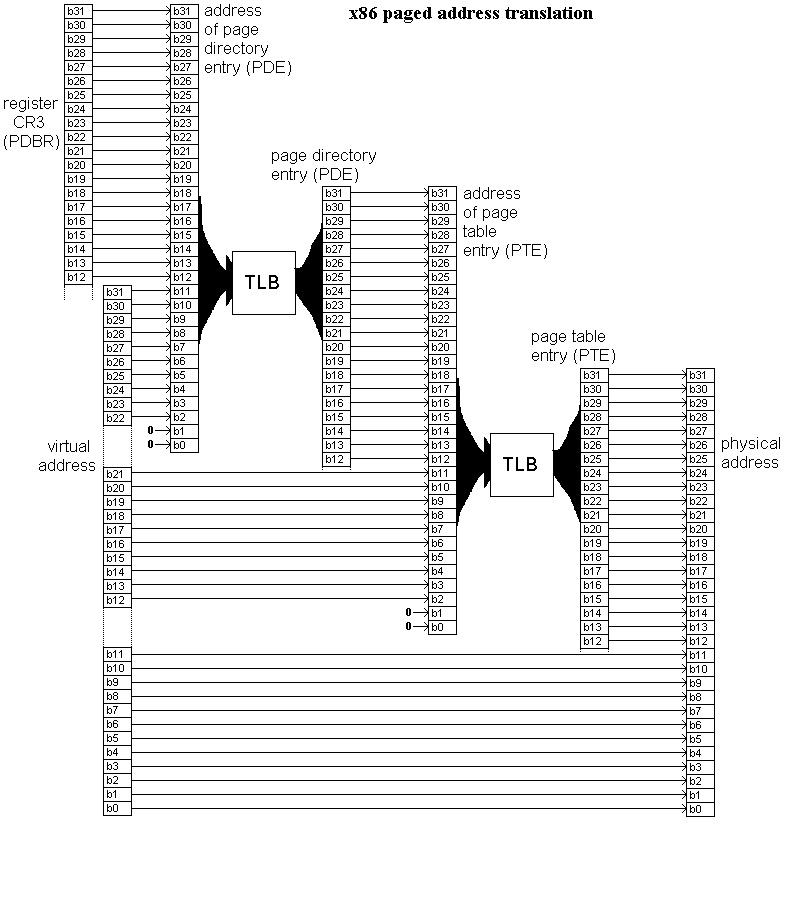 x86 paged address translation
register
CR3
(PDBR)
b31
b30
b29
b28
b27
b26
b25
b24
b23
b22
b21
b20
b19
b18
b17
b16
b15
b14
b13
b12
virtual
address
b31
b30
b29
b28
b27
b26
b25
b24
b23
b22
b21
b20
b19
b18
b17
b16
b15
b14
b13
b12
b11
b10
b9
b8
b7
b6
b5
b4
b3
b2
b1
b0
address
of page
directory
entry (PDE)
b31
b30
b29
b28
b27
b26
b25
b24
b23
b22
b21
b20
b19
b18
b17
b16
b15
b14
b13
b12
b11
b10
b9
b8
b7
b6
b5
b4
b3
b2
0 b1
0 b0
TLB
page directory
entry (PDE)
b31
b30
b29
b28
b27
b26
b25
b24
b23
b22
b21
b20
b19
b18
b17
b16
b15
b14
b13
b12
address
of page
table
entry (PTE)
b31
b30
b29
b28
b27
b26
b25
b24
b23
b22
b21
b20
b19
b18
b17
b16
b15
b14
b13
b12
b11
b10
b9
b8
b7
b6
b5
b4
b3
b2
0 b1
0 b0
TLB
page table
entry (PTE)
b31
b30
b29
b28
b27
b26
b25
b24
b23
b22
b21
b20
b19
b18
b17
b16
b15
b14
b13
b12
physical
address
b31
b30
b29
b28
b27
b26
b25
b24
b23
b22
b21
b20
b19
b18
b17
b16
b15
b14
b13
b12
b11
b10
b9
b8
b7
b6
b5
b4
b3
b2
b1
b0